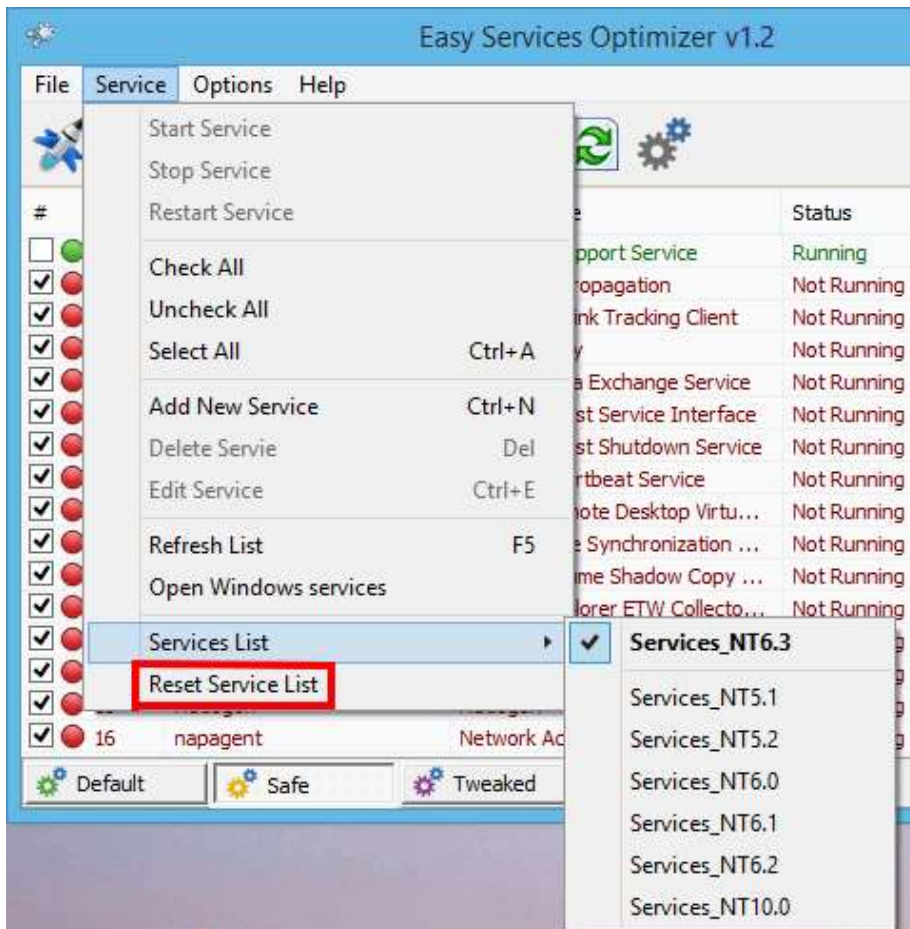 Easy Services Optimizer v1.2
File Service Options Help
Start Service
Stop Service
Restart Service
# Status
Check All
Uncheck All
Select All Ctrl+A
Add New Service Ctrl+N
Delete Servie Del
Edit Service Ctrl+E
Refresh List F5
Open Windows services
Services List
Reset Service List
pport Service Running
ropagation Not Running
ink Tracking Client Not Running
y Not Running
a Exchange Service Not Running
st Service Interface Not Running
st Shutdown Service Not Running
rtbeat Service Not Running
ote Desktop Virtu... Not Running
e Synchronization ... Not Running
me Shadow Copy ... Not Running
lorer ETW Collecto... Not Running
16 napagent Network Ac
Services_NT6.3
Services_NT5.1
Services_NT5.2
Services_NT6.0
Services_NT6.1
Services_NT6.2
Services_NT10.0
Default Safe Tweaked